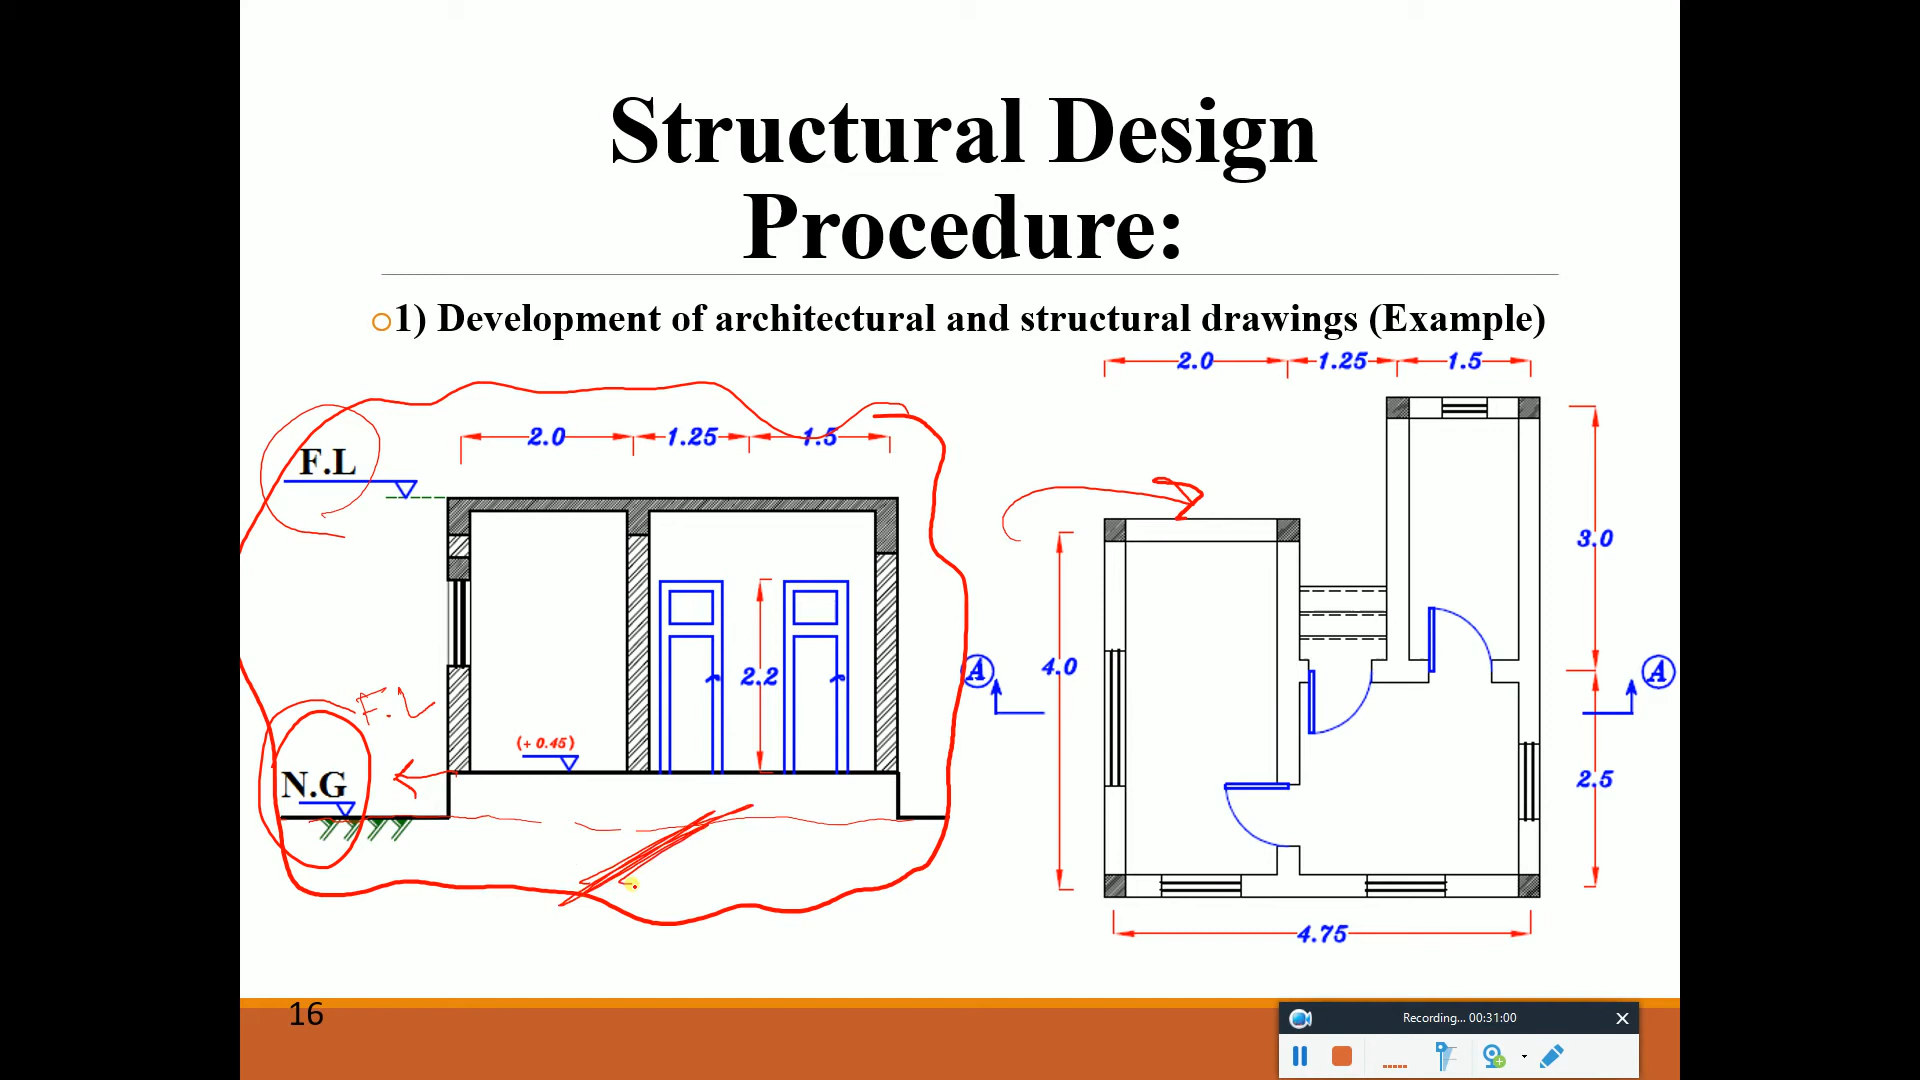 Structural Design
Procedure:
1) Development of architectural and structural drawings (Example)
2.0 1.25 1.5
2.0 1.25 1.5
F.L
3.0
4.0
2.2
A
A
F.L
(+ 0.45)
N.G
2.5
4.75
16
Recording... 00:31:00